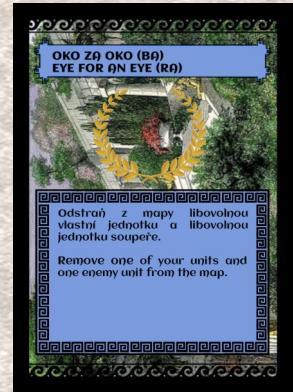 OKO ZA OKO (BA)
EYE FOR AN EYE (RA)
Odstraň z mapy libovolnou
vlastní jednotku a libovolnou
jednotku soupeře.
Remove one of your units and
one enemy unit from the map.